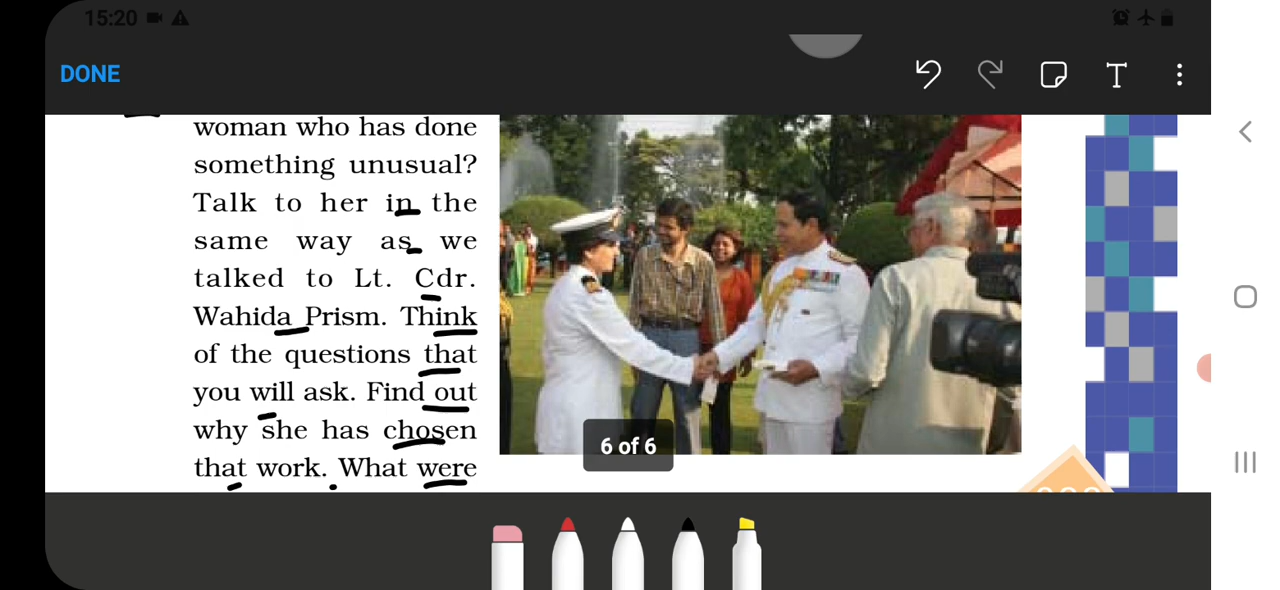 15:20
DONE
T
woman who has done
something unusual?
Talk to her in the
same way as we
talked to Lt. Cdr.
Wahida Prism. Think
of the questions that
you will ask. Find out
why she has chosen
that work. What were
6 of 6